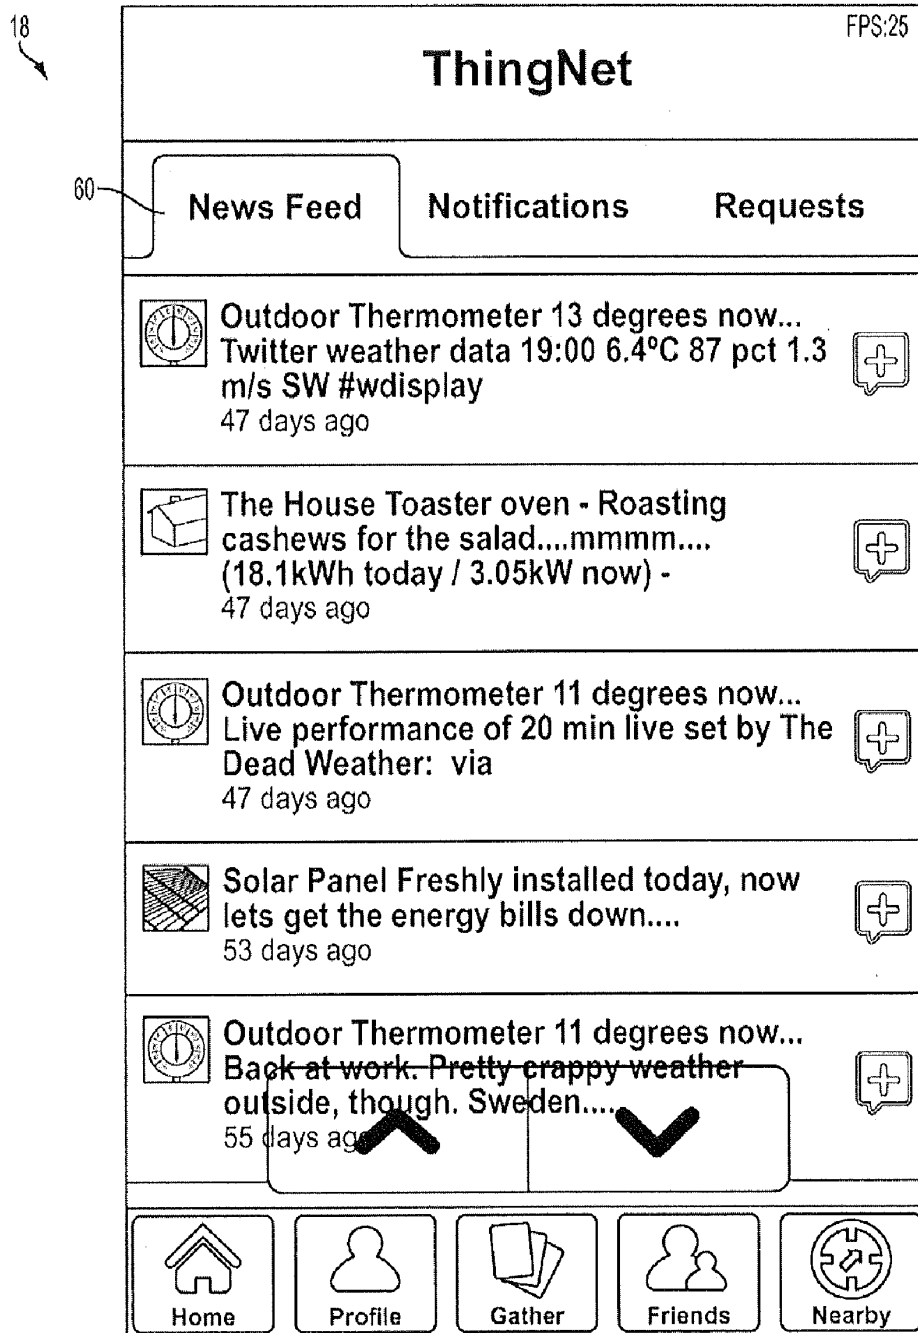 18
FPS:25
ThingNet
60
News Feed Notifications Requests
Outdoor Thermometer 13 degrees now...
Twitter weather data 19:00 6.4ºC 87 pct 1.3
m/s SW #wdisplay
47 days ago
The House Toaster oven - Roasting
cashews for the salad....mmmm....
(18.1kWh today / 3.05kW now) -
47 days ago
Outdoor Thermometer 11 degrees now...
Live performance of 20 min live set by The
Dead Weather: via
47 days ago
Solar Panel Freshly installed today, now
lets get the energy bills down....
53 days ago
Outdoor Thermometer 11 degrees now...
Back at work. Pretty crappy weather
outside, though. Sweden....
55 days ago
Home Profile Gather Friends Nearby